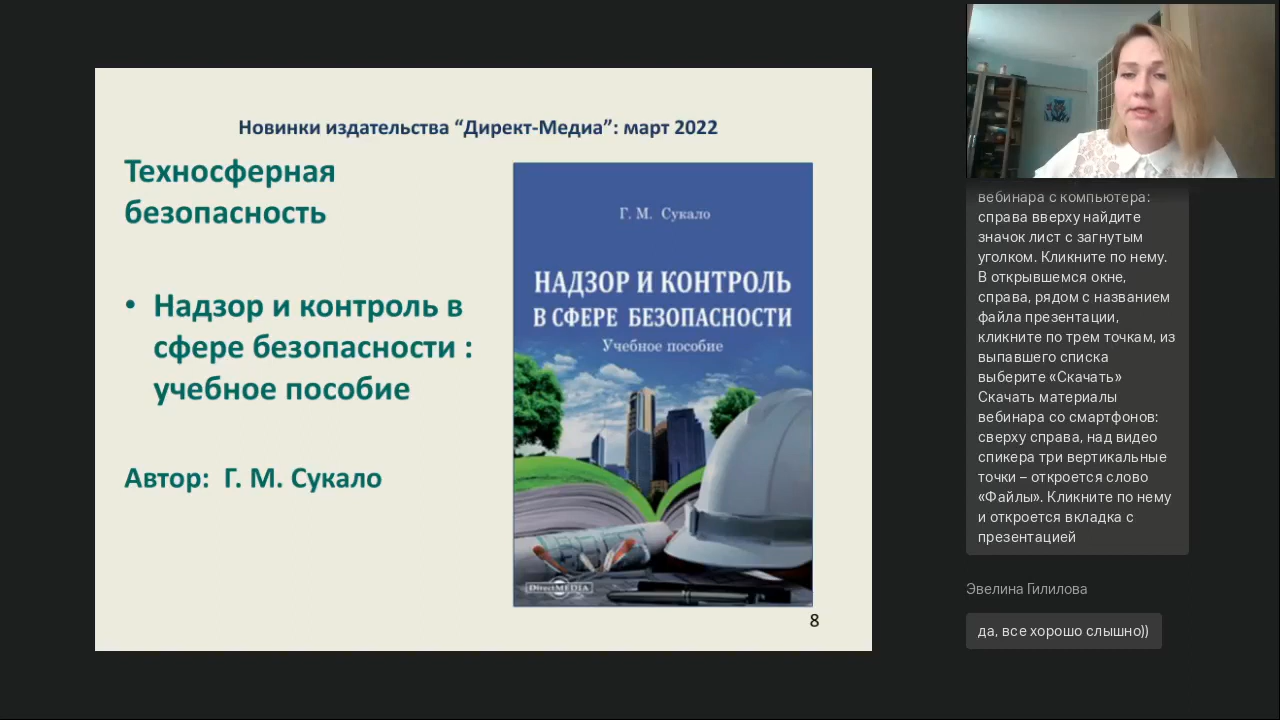 Новинки издательства “Директ-Медиа”: март 2022
Техносферная
безопасность
• Надзор и контроль в
сфере безопасности :
учебное пособие
Автор: Г. М. Сукало
Г. М. Сукало
НАДЗОР И КОНТРОЛЬ
В СФЕРЕ БЕЗОПАСНОСТИ
Учебное пособие
DirectMEDIA
8
вебинара с компьютера:
справа вверху найдите
значок лист с загнутым
уголком. Кликните по нему.
В открывшемся окне,
справа, рядом с названием
файла презентации,
кликните по трем точкам, из
выпавшего списка
выберите «Скачать»
Скачать материалы
вебинара со смартфонов:
сверху справа, над видео
спикера три вертикальные
точки – откроется слово
«Файлы». Кликните по нему
и откроется вкладка с
презентацией
Эвелина Гилилова
да, все хорошо слышно))